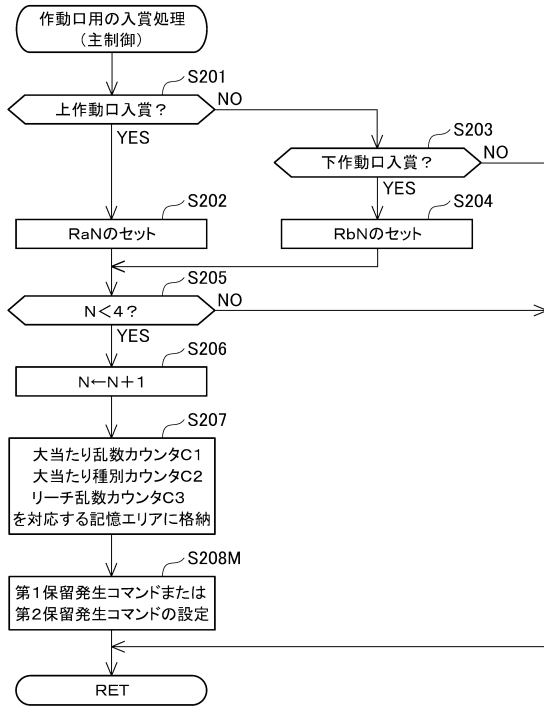 作動口用の入賞処理
(主制御)
S201
上作動口入賞?
NO
YES
S203
下作動口入賞?
NO
YES
S202
RaNのセット
S204
RbNのセット
S205
N<4?
NO
YES
S206
N←N+1
S207
大当たり乱数カウンタC1
大当たり種別カウンタC2
リーチ乱数カウンタC3
を対応する記憶エリアに格納
S208M
第1保留発生コマンドまたは
第2保留発生コマンドの設定
RET